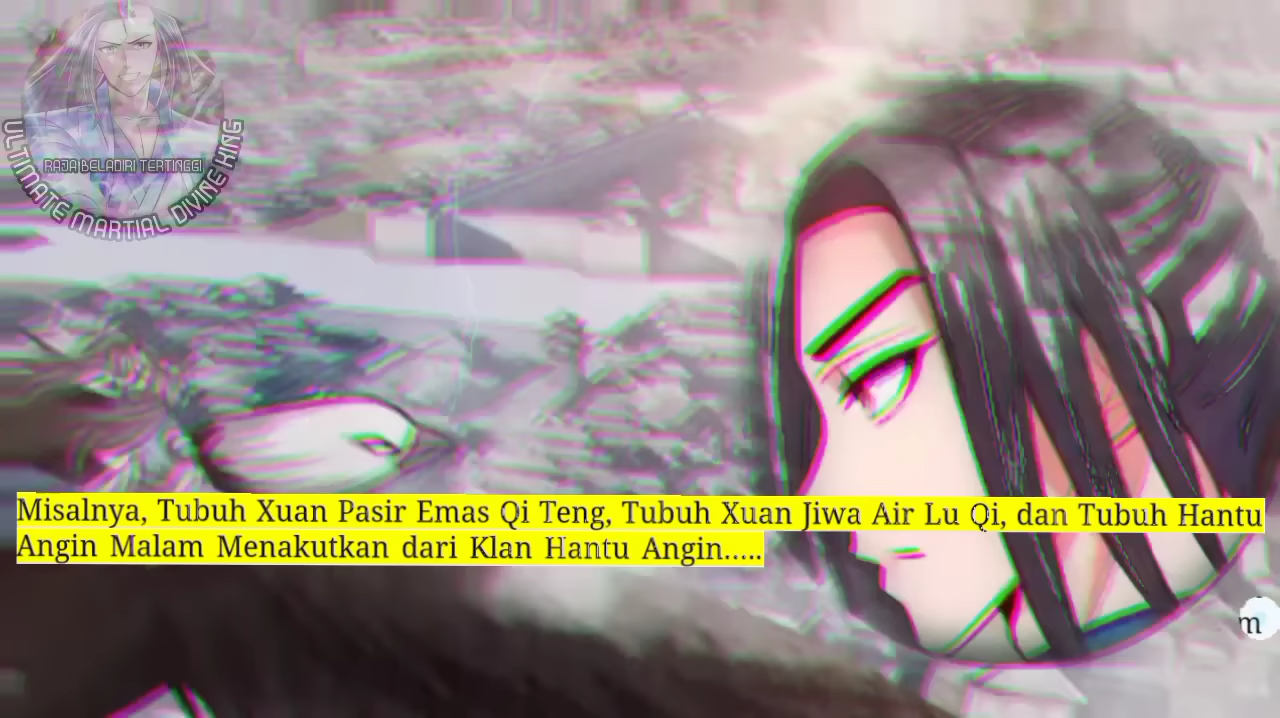 RAJA BELADIRI TERTINGGI
ULTIMATE MARTIAL DIVINE KING
Misalnya, Tubuh Xuan Pasir Emas Qi Teng, Tubuh Xuan Jiwa Air Lu Qi, dan Tubuh Hantu
Angin Malam Menakutkan dari Klan Hantu Angin.....
m